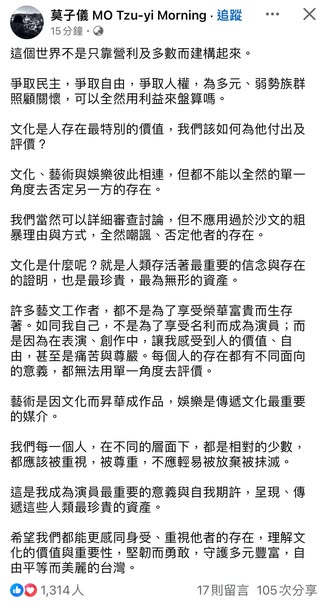 莫子儀 MO Tzu-yi Morning · 追蹤
15分鐘 ·
這個世界不是只靠營利及多數而建構起來。
爭取民主，爭取自由，爭取人權，為多元、弱勢族群
照顧關懷，可以全然用利益來盤算嗎。
文化是人存在最特別的價值，我們該如何為他付出及
評價？
文化、藝術與娛樂彼此相連，但都不能以全然的單一
角度去否定另一方的存在。
我們當然可以詳細審查討論，但不應用過於沙文的粗
暴理由與方式，全然嘲諷、否定他者的存在。
文化是什麼呢？就是人類存活著最重要的信念與存在
的證明，也是最珍貴，最為無形的資產。
許多藝文工作者，都不是為了享受榮華富貴而生存
著。如同我自己，不是為了享受名利而成為演員；而
是因為在表演、創作中，讓我感受到人的價值、自
由，甚至是痛苦與尊嚴。每個人的存在都有不同面向
的意義，都無法用單一角度去評價。
藝術是因文化而昇華成作品，娛樂是傳遞文化最重要
的媒介。
我們每一個人，在不同的層面下，都是相對的少數，
都應該被重視，被尊重，不應輕易被放棄被抹滅。
這是我成為演員最重要的意義與自我期許，呈現、傳
遞這些人類最珍貴的資產。
希望我們都能更感同身受、重視他者的存在，理解文
化的價值與重要性，堅韌而勇敢，守護多元豐富，自
由平等而美麗的台灣。
1,314人
17則留言 105次分享